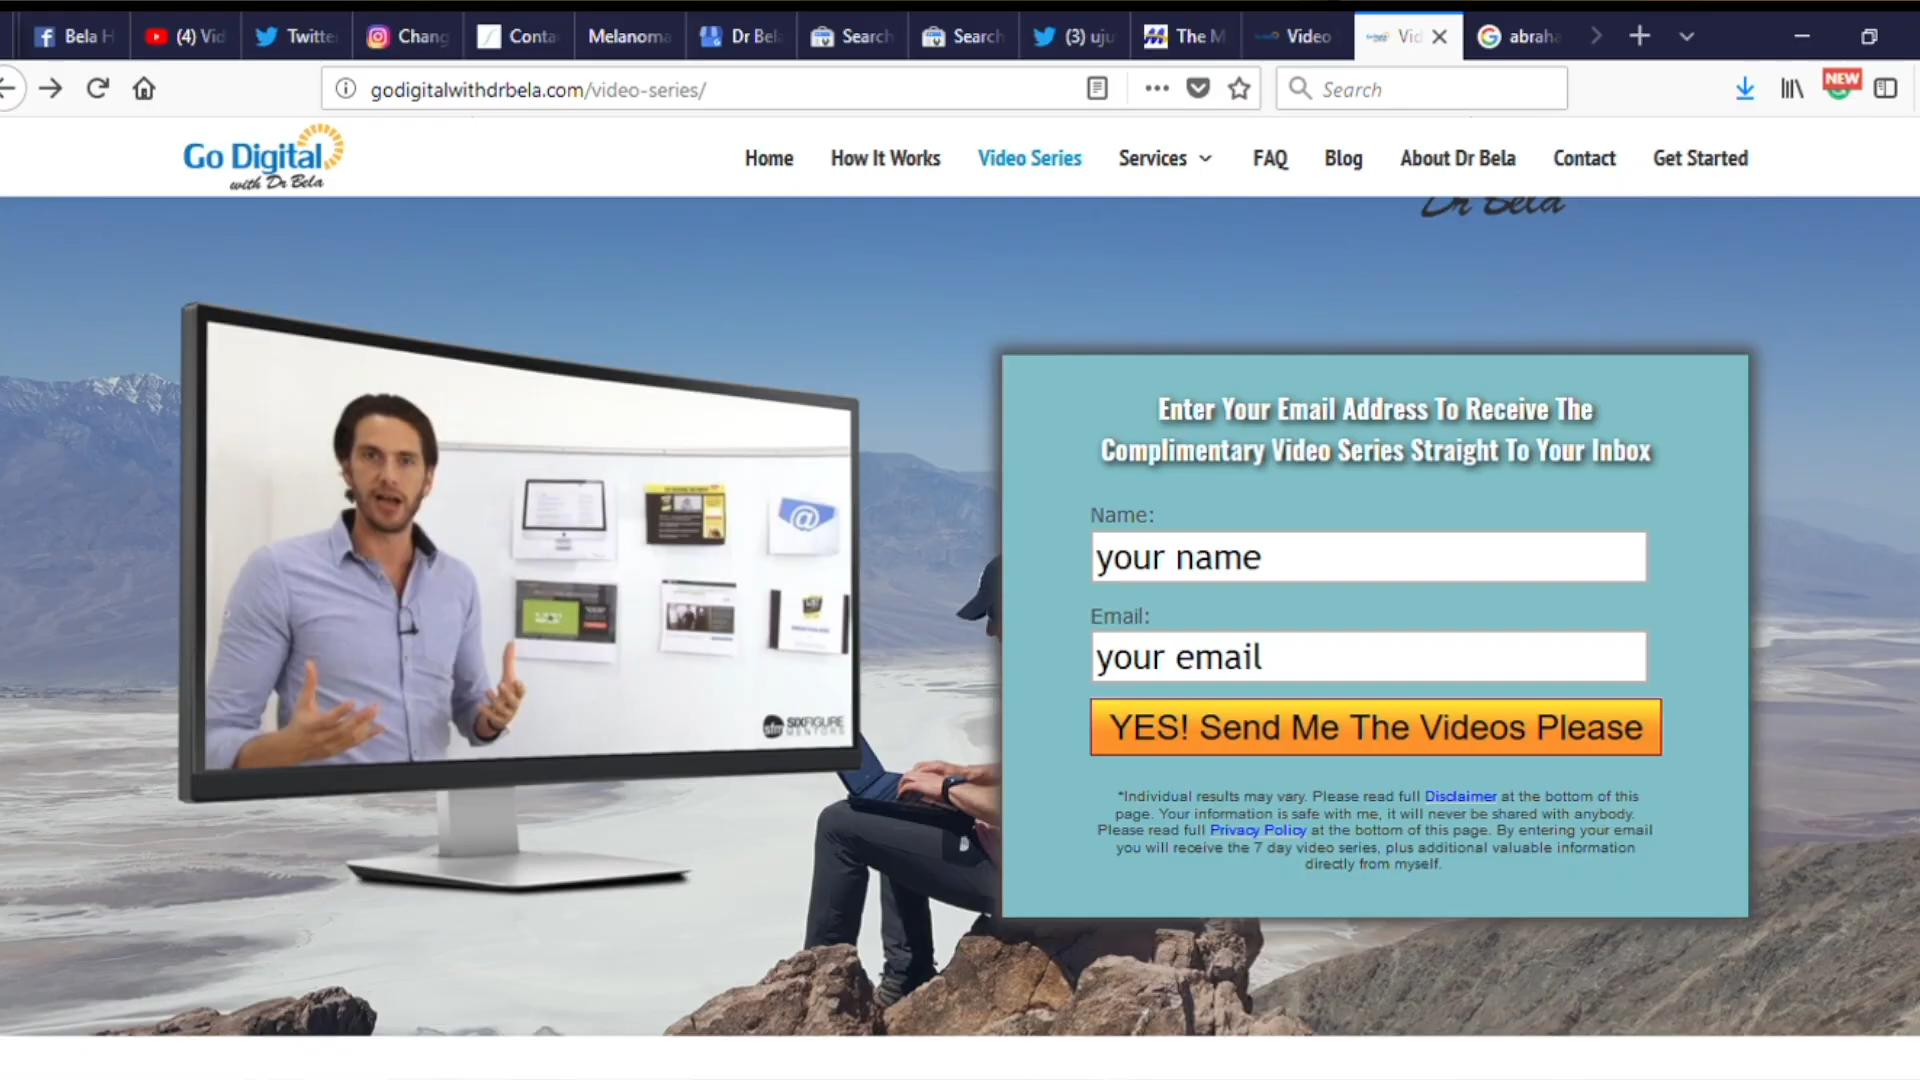 Bela H
(4) Vid
Twitte
Chang
Conta
Melanoma
Dr Bel
Search
Search
(3) uju
The M
Video
Vid
abraha
godigitalwithdrbela.com/video-series/
Search
NEW
Go Digital
with Dr Bela
Home
How It Works
Video Series
Services
FAQ
Blog
About Dr Bela
Contact
Get Started
Dr Bela
Enter Your Email Address To Receive The
Complimentary Video Series Straight To Your Inbox
Name:
your name
Email:
your email
YES! Send Me The Videos Please
*Individual results may vary. Please read full Disclaimer at the bottom of this
page. Your information is safe with me, it will never be shared with anybody.
Please read full Privacy Policy at the bottom of this page. By entering your email
you will receive the 7 day video series, plus additional valuable information
directly from myself.
@
sfm
SIXFIGURE
MENTORS